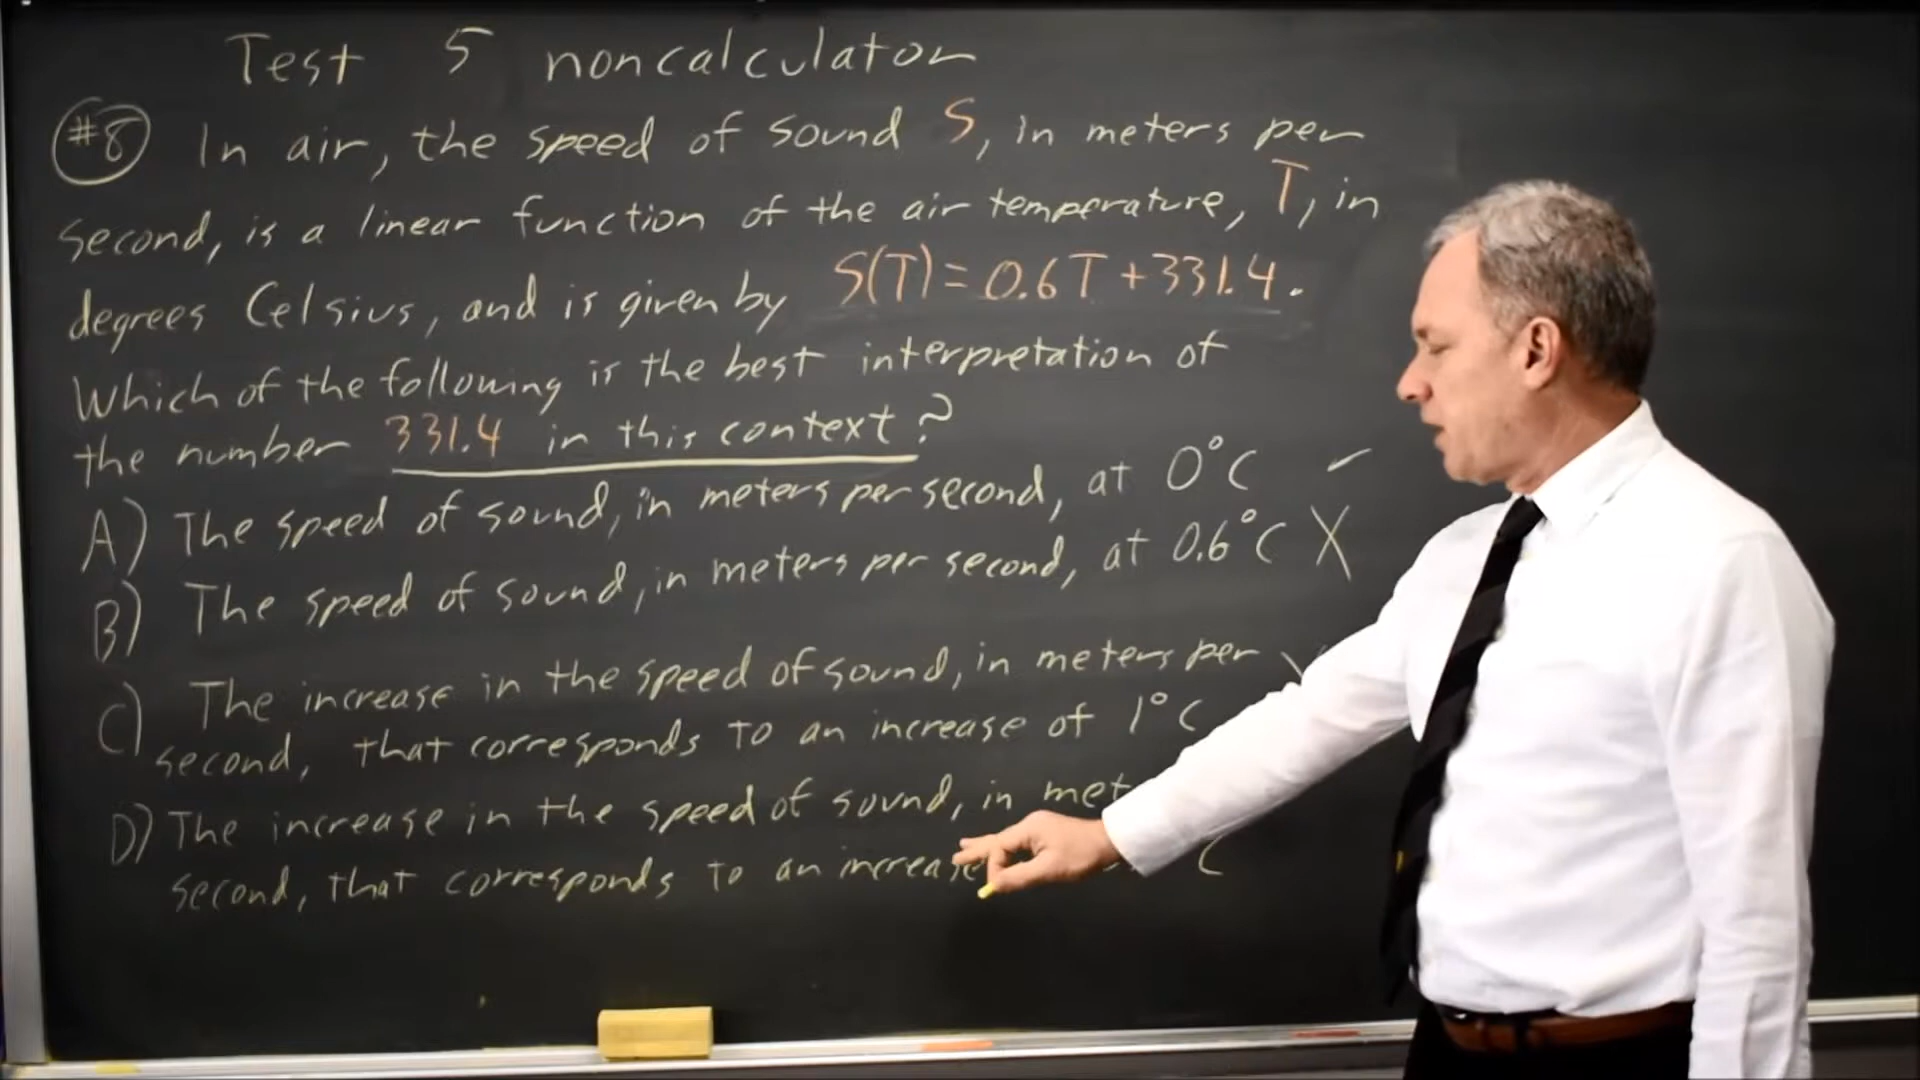 Test 5 noncalculator
#8 In air, the speed of sound S, in meters per
second, is a linear function of the air temperature, T, in
degrees Celsius, and is given by S(T) = 0.6T + 331.4.
Which of the following is the best interpretation of
the number 331.4 in this context?
A) The speed of sound, in meters per second, at 0°C ✓
B) The speed of sound, in meters per second, at 0.6°C X
C) The increase in the speed of sound, in meters per
second, that corresponds to an increase of 1°C
D) The increase in the speed of sound, in met
second, that corresponds to an increase C